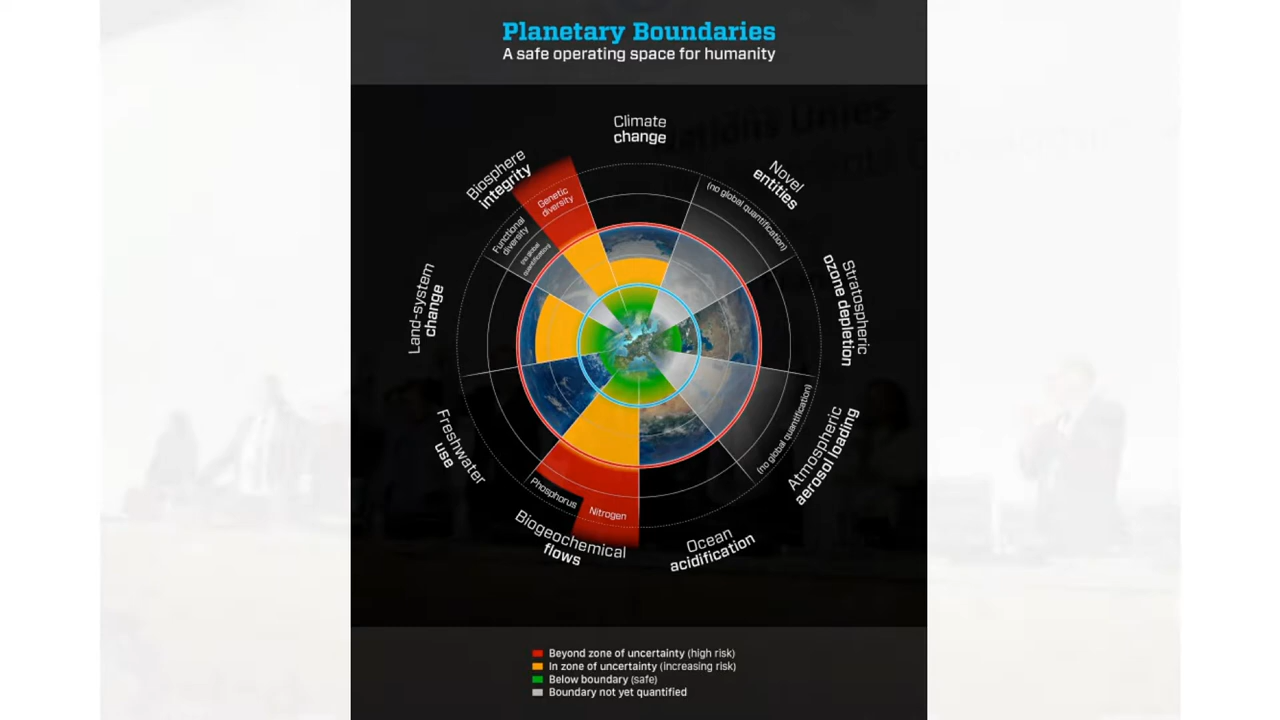 Planetary Boundaries
A safe operating space for humanity
Climate
change
Novel
entities
(no global quantification)
Stratospheric
ozone depletion
Atmospheric
aerosol loading
(no global quantification)
Ocean
acidification
Biogeochemical
flows
Phosphorus
Nitrogen
Freshwater
use
Land-system
change
Biosphere
integrity
Genetic
diversity
Functional
diversity
(no global
quantification)
Beyond zone of uncertainty (high risk)
In zone of uncertainty (increasing risk)
Below boundary (safe)
Boundary not yet quantified
Nations Unies